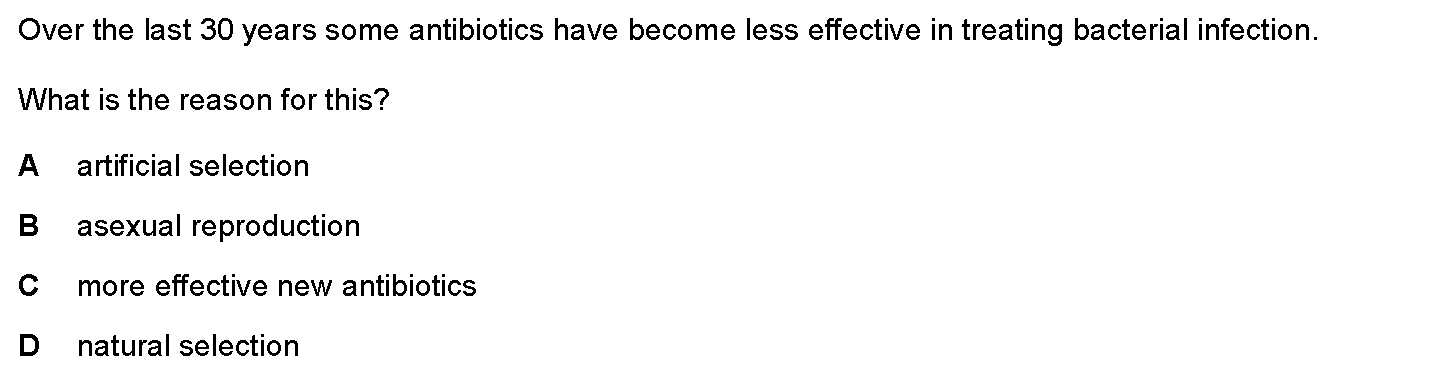 Over the last 30 years some antibiotics have become less effective in treating bacterial infection.
What is the reason for this?
A artificial selection
B asexual reproduction
C more effective new antibiotics
D natural selection